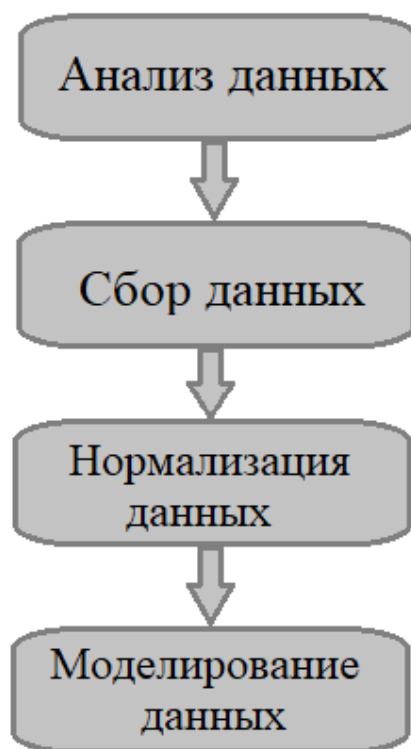 Анализ данных
Сбор данных
Нормализация
данных
Моделирование
данных